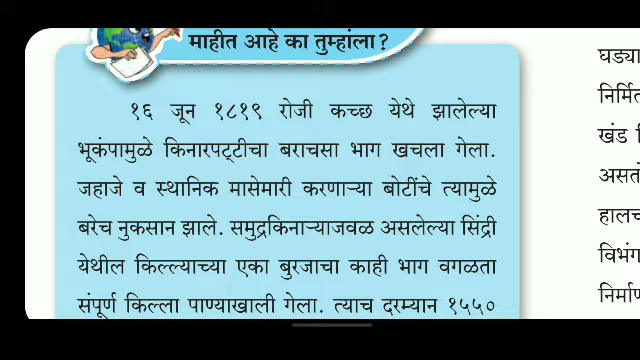 माहीत आहे का तुम्हांला?
१६ जून १८१९ रोजी कच्छ येथे झालेल्या
भूकंपामुळे किनारपट्टीचा बराचसा भाग खचला गेला.
जहाजे व स्थानिक मासेमारी करणाऱ्या बोटींचे त्यामुळे
बरेच नुकसान झाले. समुद्रकिनाऱ्याजवळ असलेल्या सिंद्री
येथील किल्ल्याच्या एका बुरजाचा काही भाग वगळता
संपूर्ण किल्ला पाण्याखाली गेला. त्याच दरम्यान १५५०
घड्या
निर्मित
खंड
असतो
हालच
विभंग
निर्माण